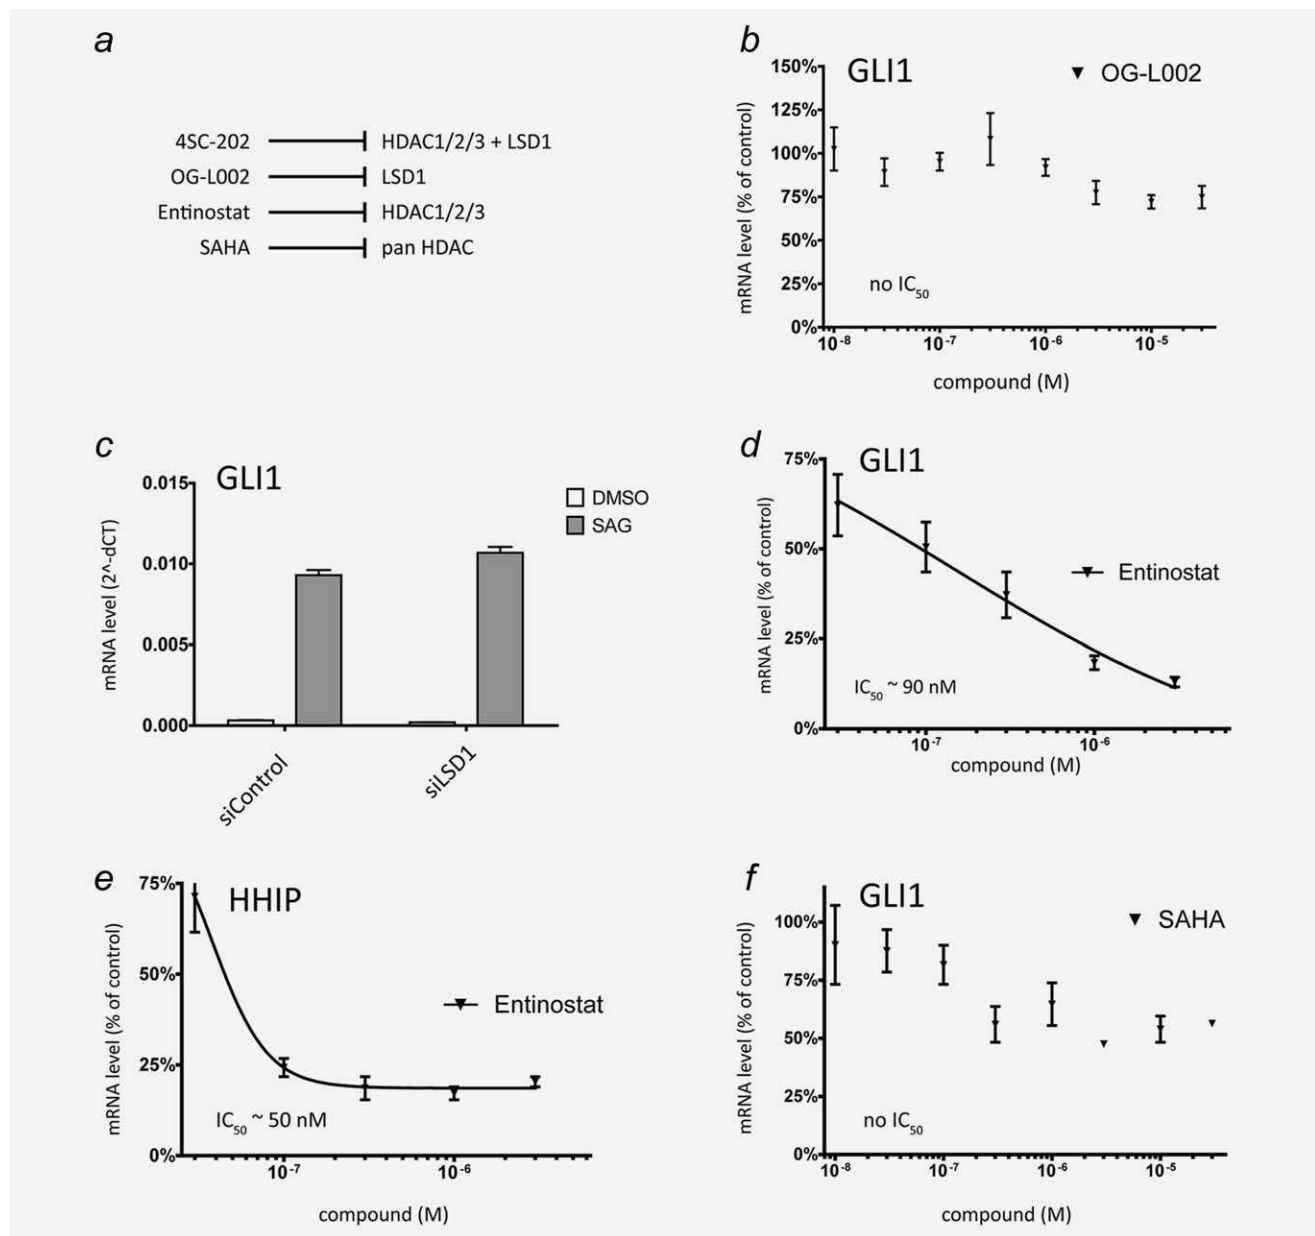 a
4SC-202 HDAC1/2/3 + LSD1
OG-L002 LSD1
Entinostat HDAC1/2/3
SAHA pan HDAC
b
GLI1
OG-L002
mRNA level (% of control)
150%
125%
100%
75%
50%
25%
0%
no IC50
10-8 10-7 10-6 10-5
compound (M)
c
GLI1
DMSO
SAG
mRNA level (2^-dCT)
0.015
0.010
0.005
0.000
siControl siLSD1
d
GLI1
Entinostat
mRNA level (% of control)
75%
50%
25%
0%
IC50 ~ 90 nM
10-7 10-6
compound (M)
e
HHIP
Entinostat
mRNA level (% of control)
75%
50%
25%
0%
IC50 ~ 50 nM
10-7 10-6
compound (M)
f
GLI1
SAHA
mRNA level (% of control)
100%
75%
50%
25%
0%
no IC50
10-8 10-7 10-6 10-5
compound (M)